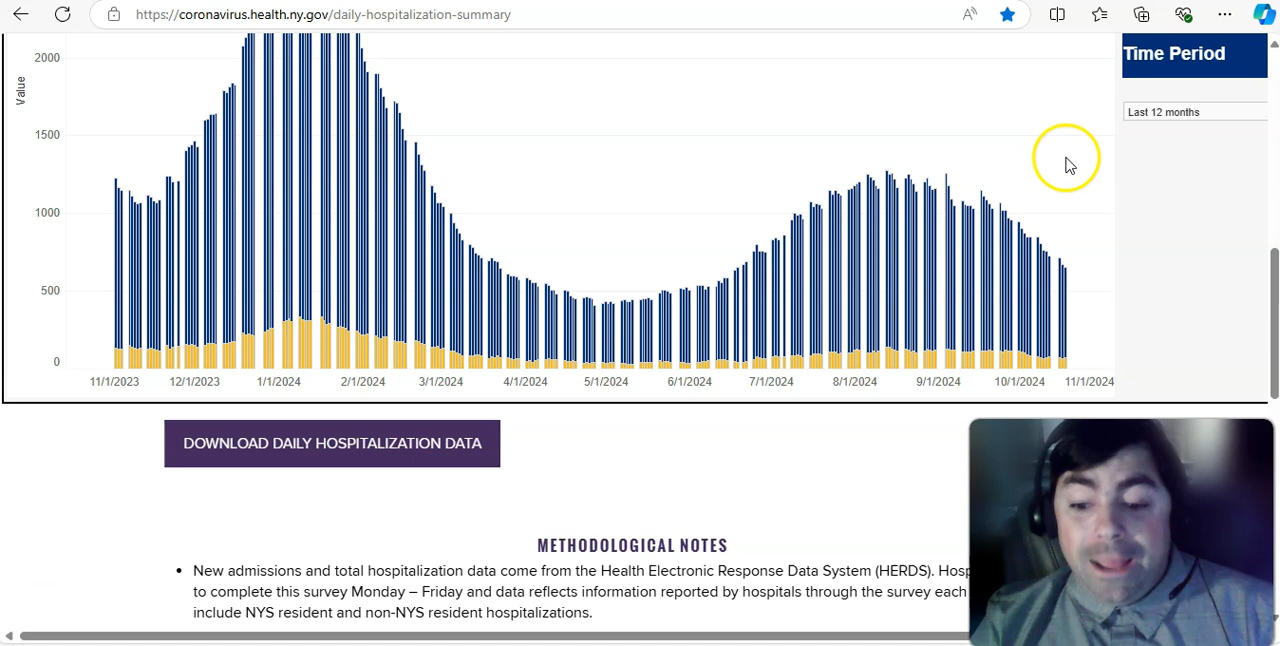 https://coronavirus.health.ny.gov/daily-hospitalization-summary
2000
Value
1500
1000
500
0
11/1/2023 12/1/2023 1/1/2024 2/1/2024 3/1/2024 4/1/2024 5/1/2024 6/1/2024 7/1/2024 8/1/2024 9/1/2024 10/1/2024 11/1/2024
Time Period
Last 12 months
DOWNLOAD DAILY HOSPITALIZATION DATA
METHODOLOGICAL NOTES
• New admissions and total hospitalization data come from the Health Electronic Response Data System (HERDS).
to complete this survey Monday – Friday and data reflects information reported by hospitals through the survey each
include NYS resident and non-NYS resident hospitalizations.